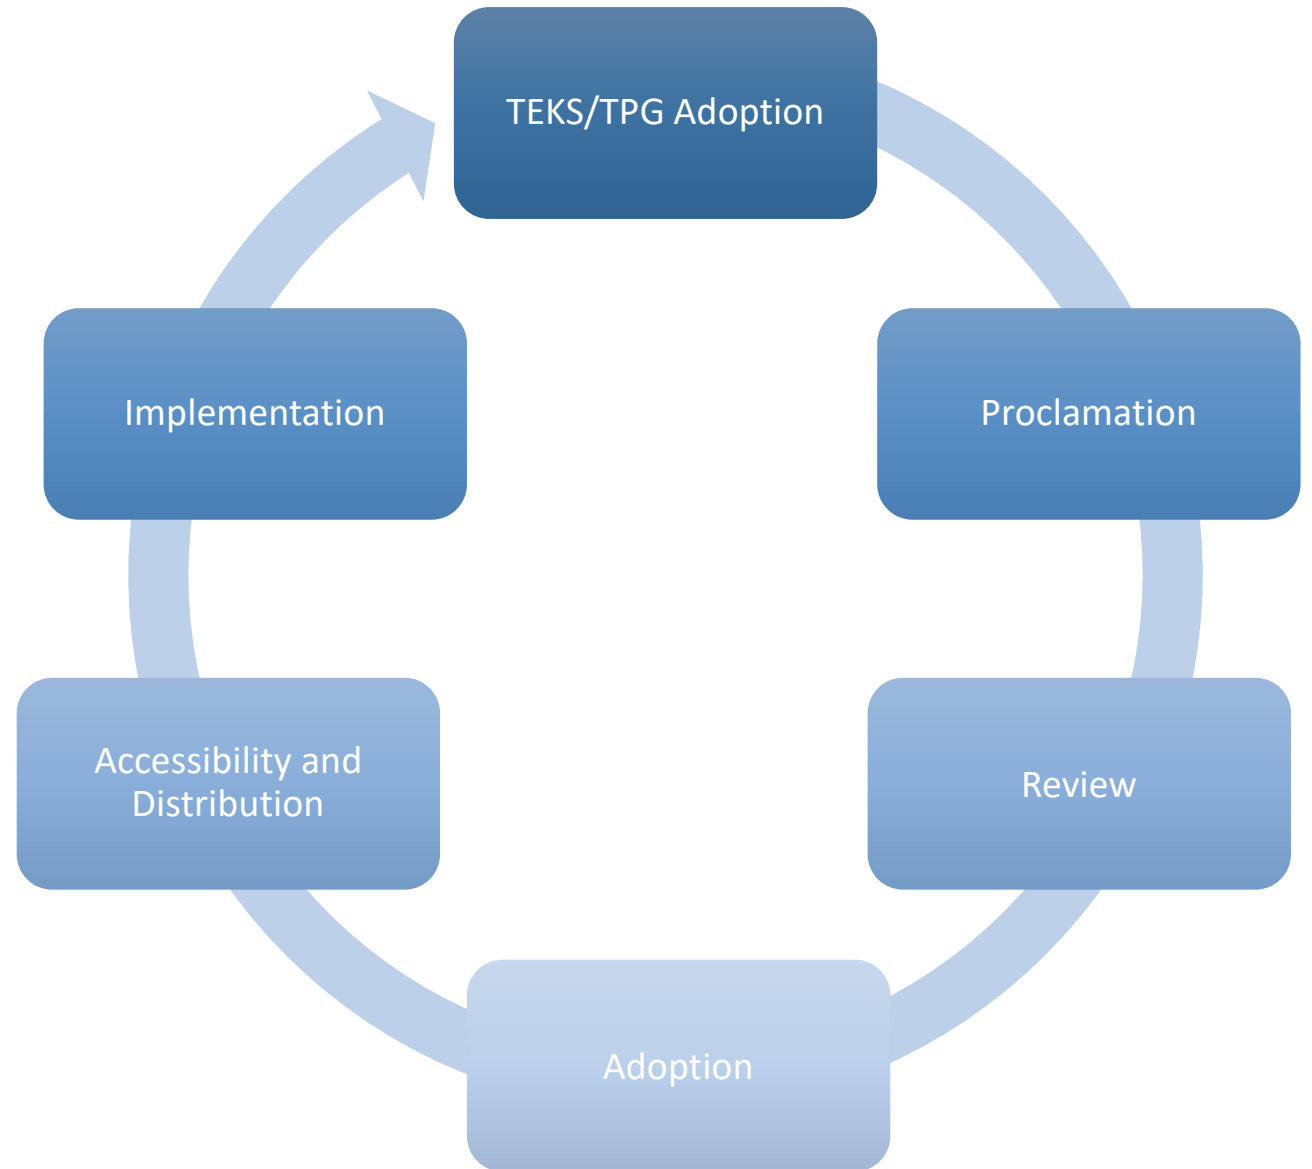 TEKS/TPG Adoption
Proclamation
Review
Adoption
Accessibility and
Distribution
Implementation